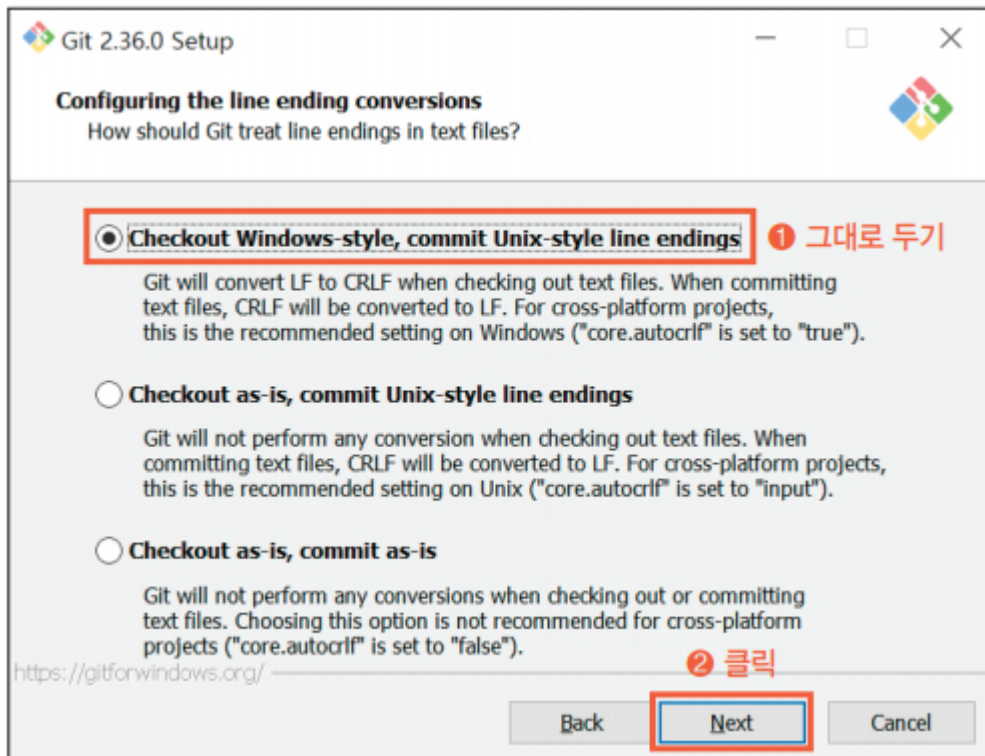 Git 2.36.0 Setup
Configuring the line ending conversions
How should Git treat line endings in text files?
Checkout Windows-style, commit Unix-style line endings
❶ 그대로 두기
Git will convert LF to CRLF when checking out text files. When committing
text files, CRLF will be converted to LF. For cross-platform projects,
this is the recommended setting on Windows ("core.autocrlf" is set to "true").
Checkout as-is, commit Unix-style line endings
Git will not perform any conversion when checking out text files. When
committing text files, CRLF will be converted to LF. For cross-platform projects,
this is the recommended setting on Unix ("core.autocrlf" is set to "input").
Checkout as-is, commit as-is
Git will not perform any conversions when checking out or committing
text files. Choosing this option is not recommended for cross-platform
projects ("core.autocrlf" is set to "false").
❷ 클릭
https://gitforwindows.org/
Back
Next
Cancel